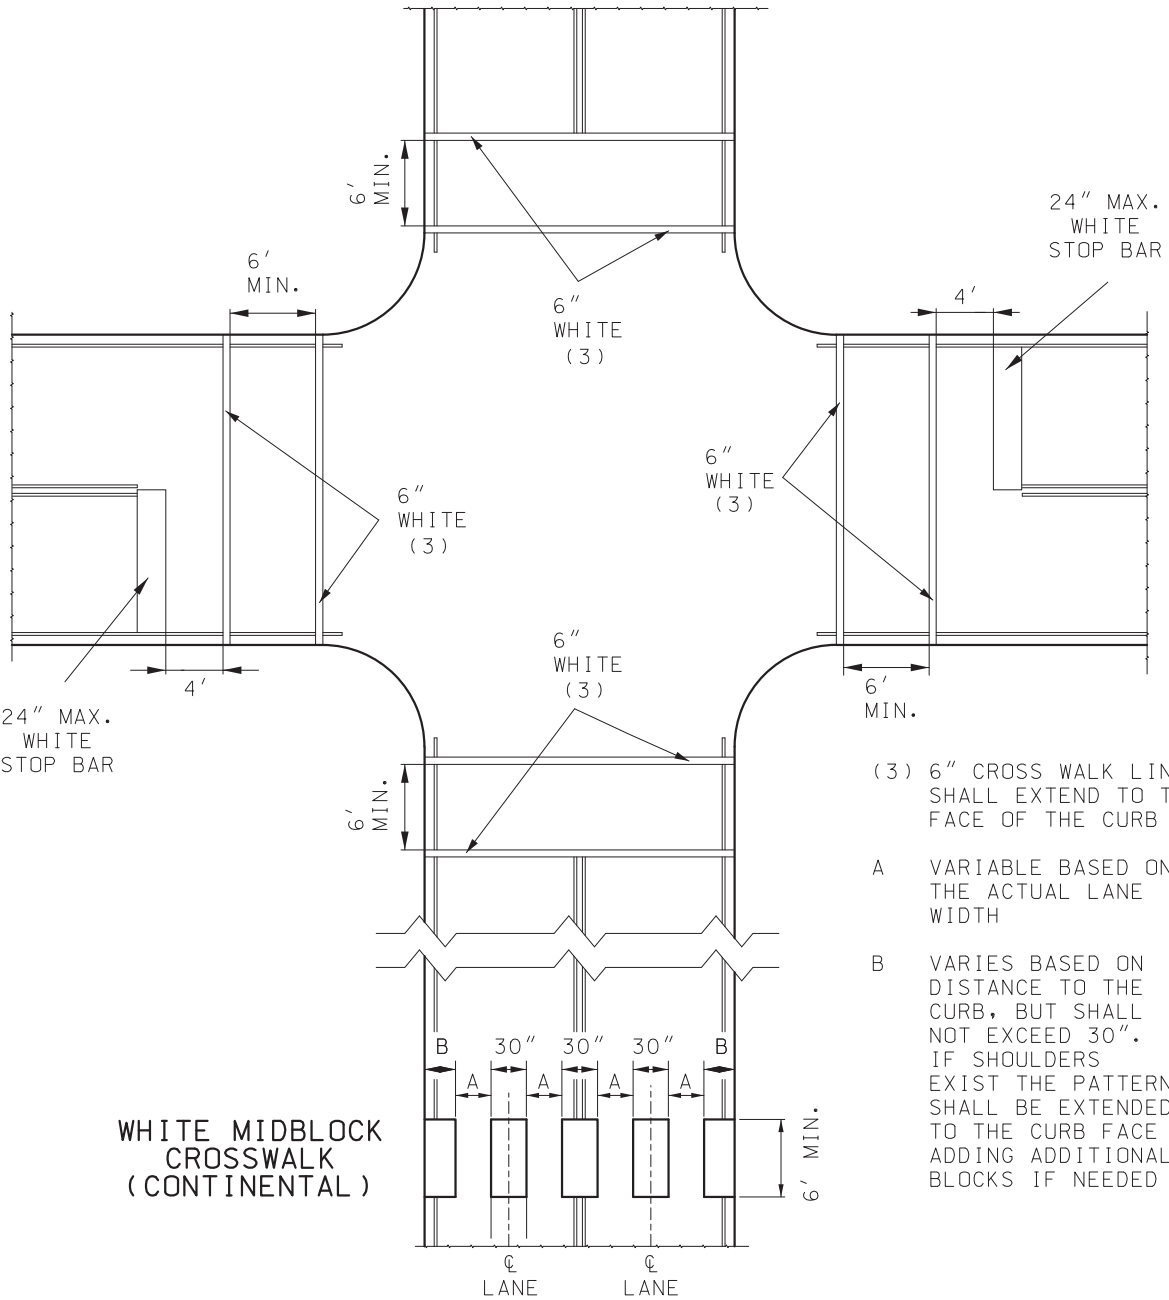 6'
MIN.
24" MAX.
WHITE
STOP BAR
6'
MIN.
4'
6"
WHITE
(3)
6"
WHITE
(3)
6"
WHITE
(3)
6"
WHITE
(3)
4'
24" MAX.
WHITE
STOP BAR
6'
MIN.
6'
MIN.
(3) 6" CROSS WALK LIN
SHALL EXTEND TO T
FACE OF THE CURB
A VARIABLE BASED ON
THE ACTUAL LANE
WIDTH
B VARIES BASED ON
DISTANCE TO THE
CURB, BUT SHALL
NOT EXCEED 30".
IF SHOULDERS
EXIST THE PATTERN
SHALL BE EXTENDED
TO THE CURB FACE
ADDING ADDITIONAL
BLOCKS IF NEEDED
B 30" 30" 30" B
A A A A
WHITE MIDBLOCK
CROSSWALK
(CONTINENTAL)
6' MIN.
℄ ℄
LANE LANE